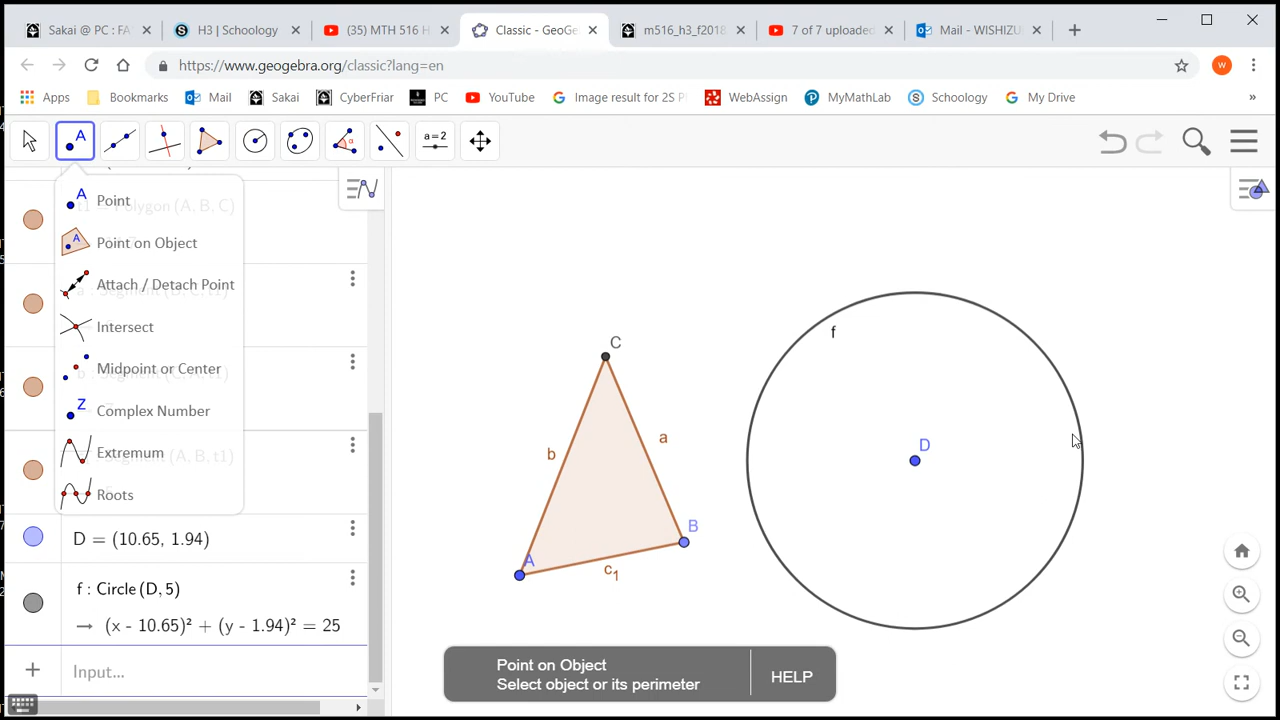 Sakai @ PC : FA
H3 | Schoology
(35) MTH 516 H
Classic - GeoGe
m516_h3_f2018
7 of 7 uploaded
Mail - WISHIZU
https://www.geogebra.org/classic?lang=en
W
Apps
Bookmarks
Mail
Sakai
CyberFriar
PC
YouTube
Image result for 2S P
WebAssign
MyMathLab
Schoology
My Drive
»
A
a=2
Point
Point on Object
Attach / Detach Point
Intersect
Midpoint or Center
Z
Complex Number
Extremum
Roots
t1 = Polygon (A, B, C)
D = (10.65, 1.94)
f : Circle (D, 5)
→ (x - 10.65)² + (y - 1.94)² = 25
Input...
C
b
a
A
B
c₁
f
D
Point on Object
Select object or its perimeter
HELP